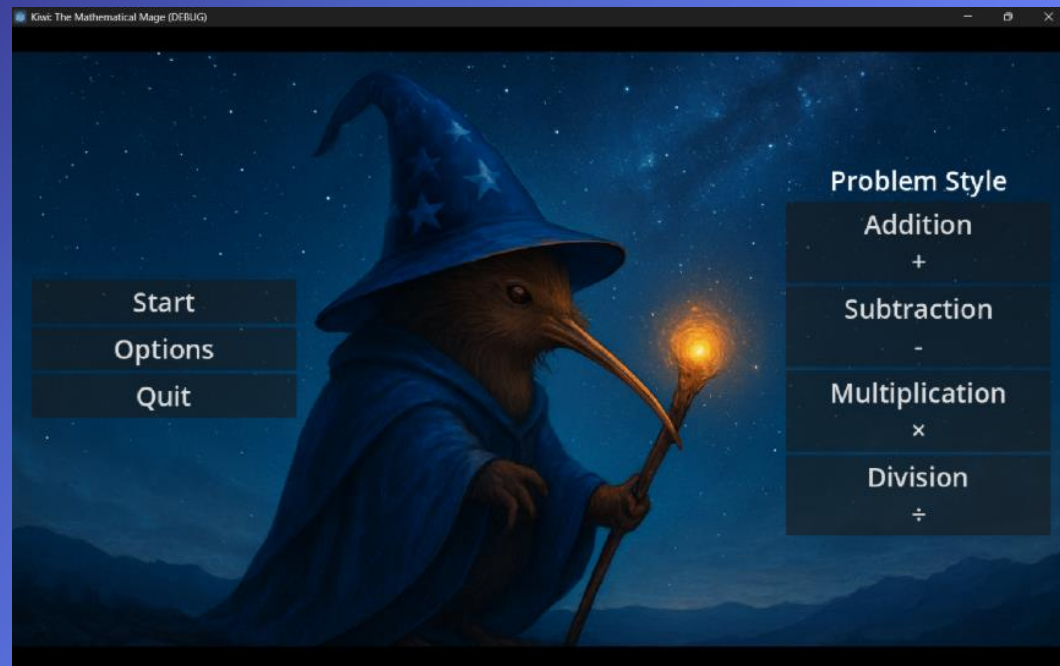 Kiwi: The Mathematical Mage (DEBUG)
Start
Options
Quit
Problem Style
Addition
+
Subtraction
-
Multiplication
×
Division
÷